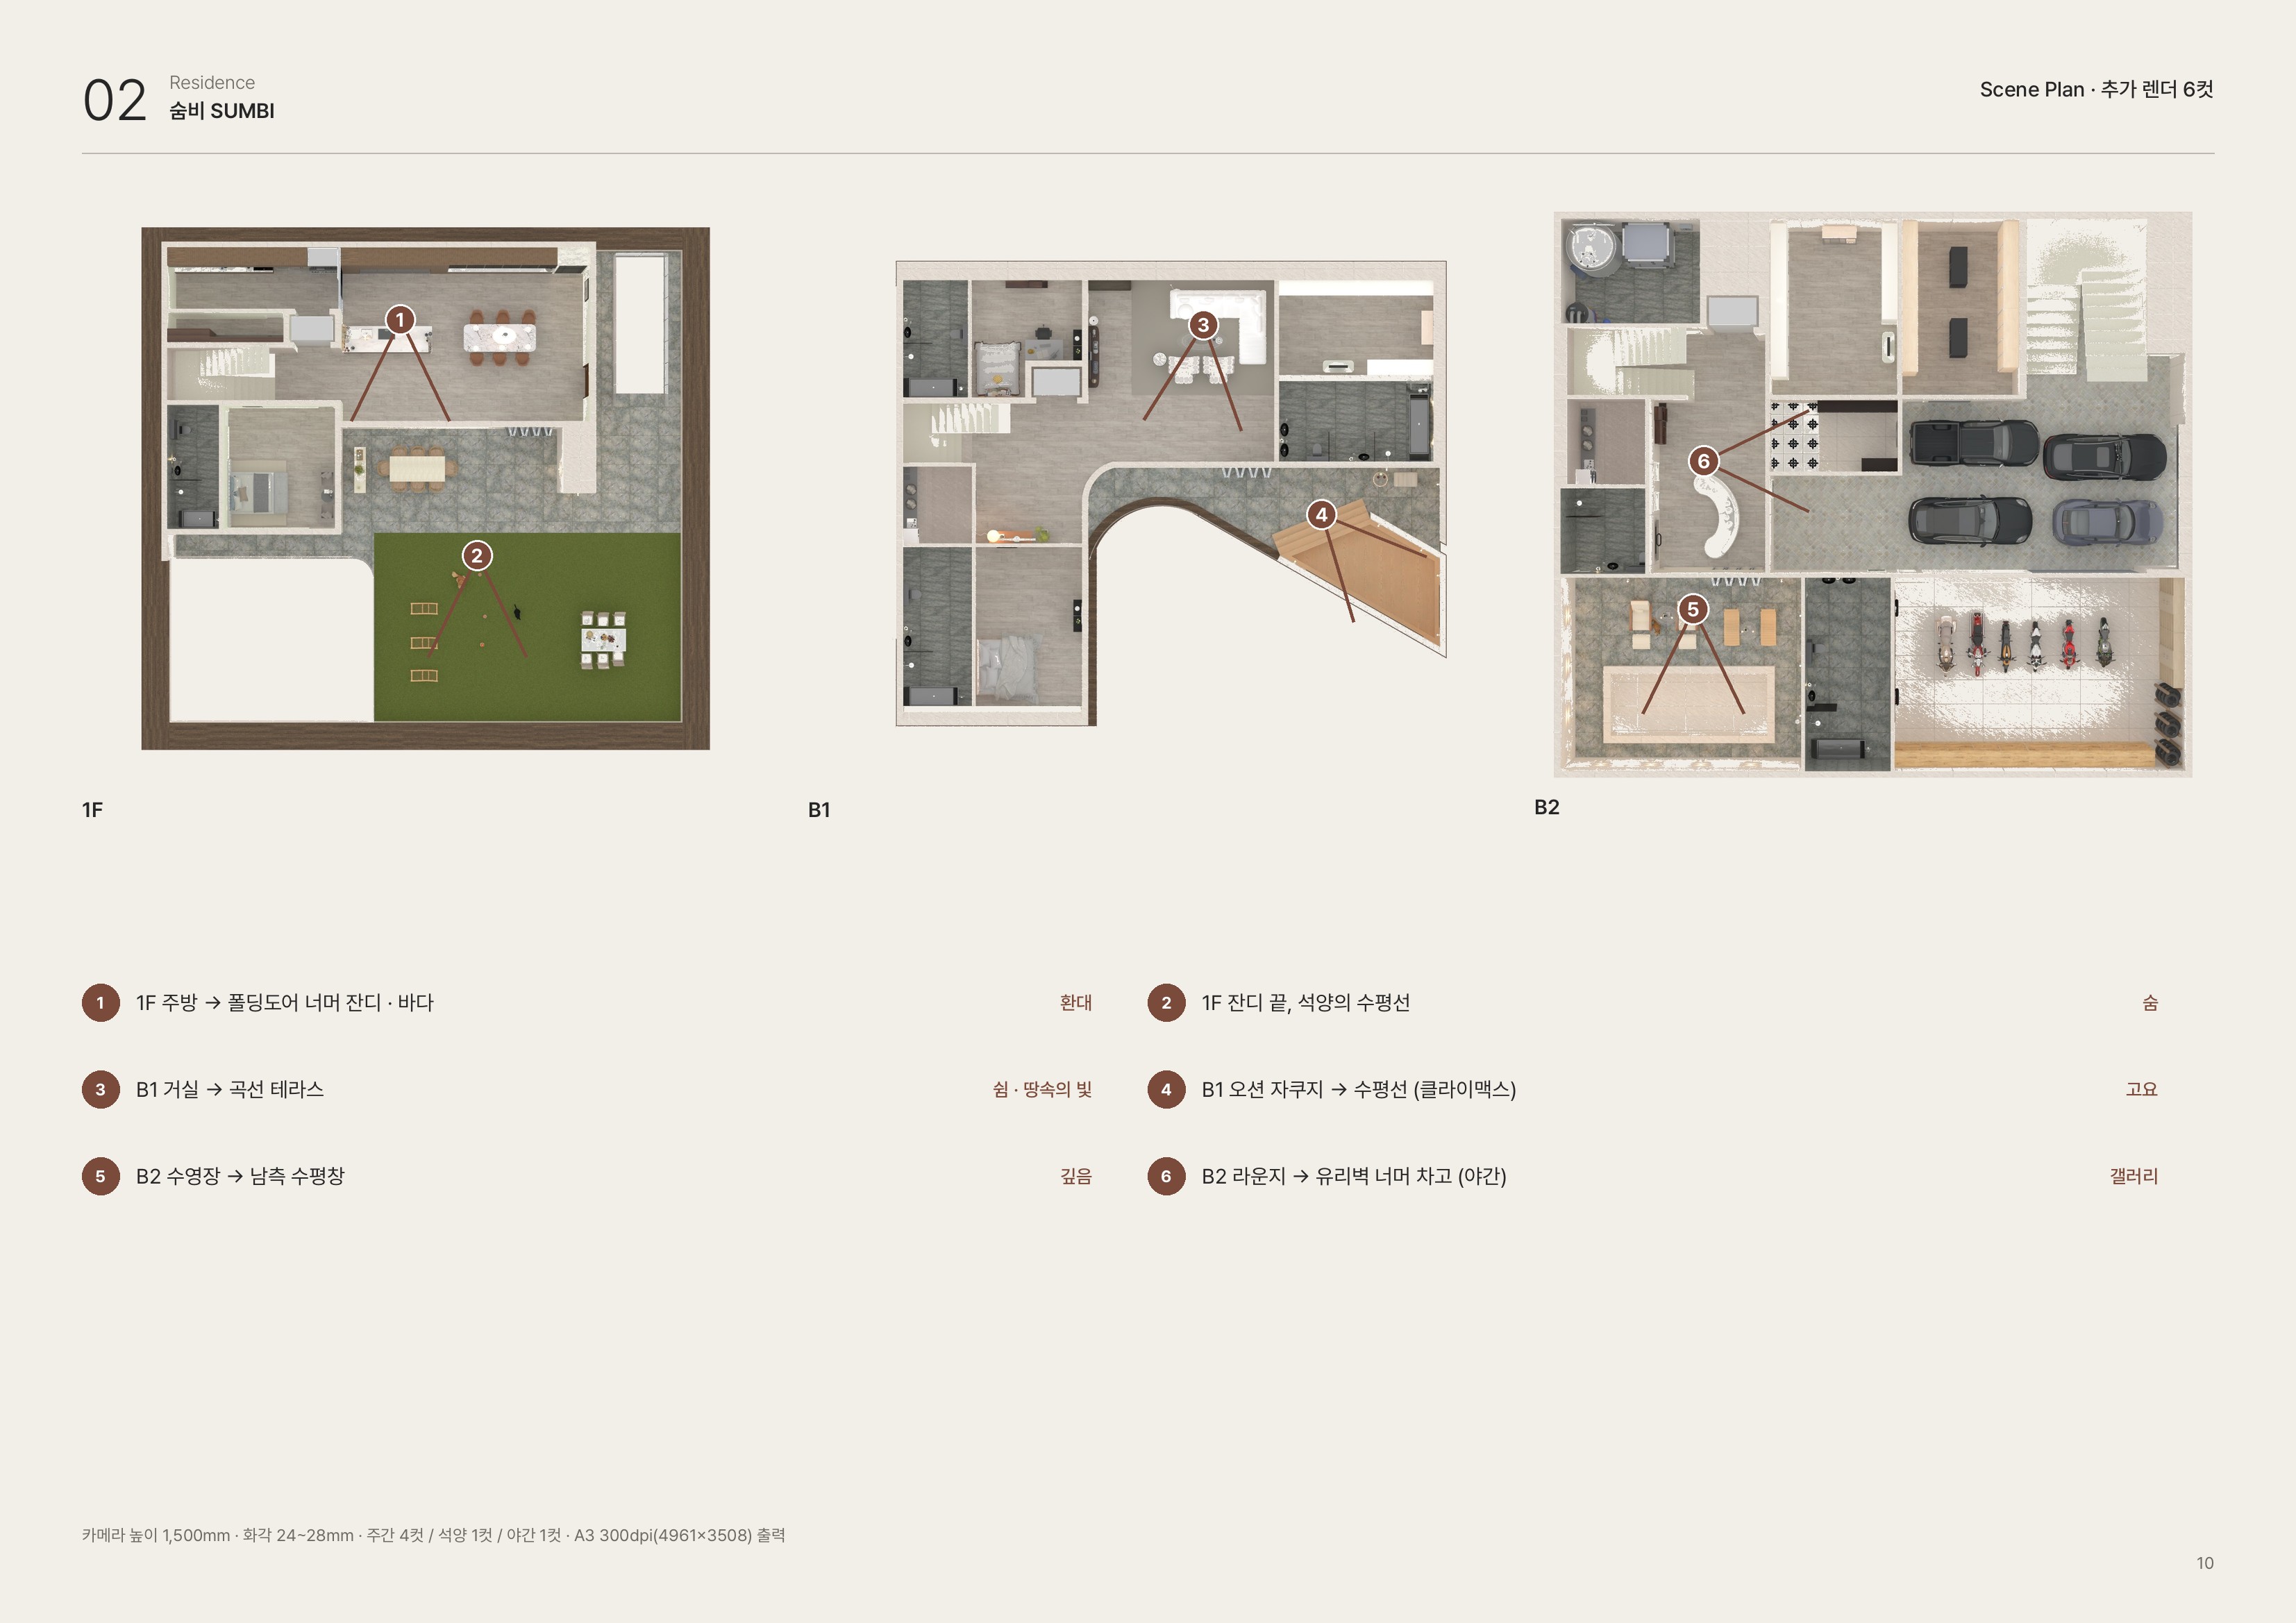 02
Residence
숨비 SUMBI
Scene Plan · 추가 렌더 6컷
1
2
3
4
5
6
1F
B1
B2
1 1F 주방 → 폴딩도어 너머 잔디 · 바다 환대
2 1F 잔디 끝, 석양의 수평선 숨
3 B1 거실 → 곡선 테라스 쉼 · 땅속의 빛
4 B1 오션 자쿠지 → 수평선 (클라이맥스) 고요
5 B2 수영장 → 남측 수평창 깊음
6 B2 라운지 → 유리벽 너머 차고 (야간) 갤러리
카메라 높이 1,500mm · 화각 24~28mm · 주간 4컷 / 석양 1컷 / 야간 1컷 · A3 300dpi(4961×3508) 출력
10